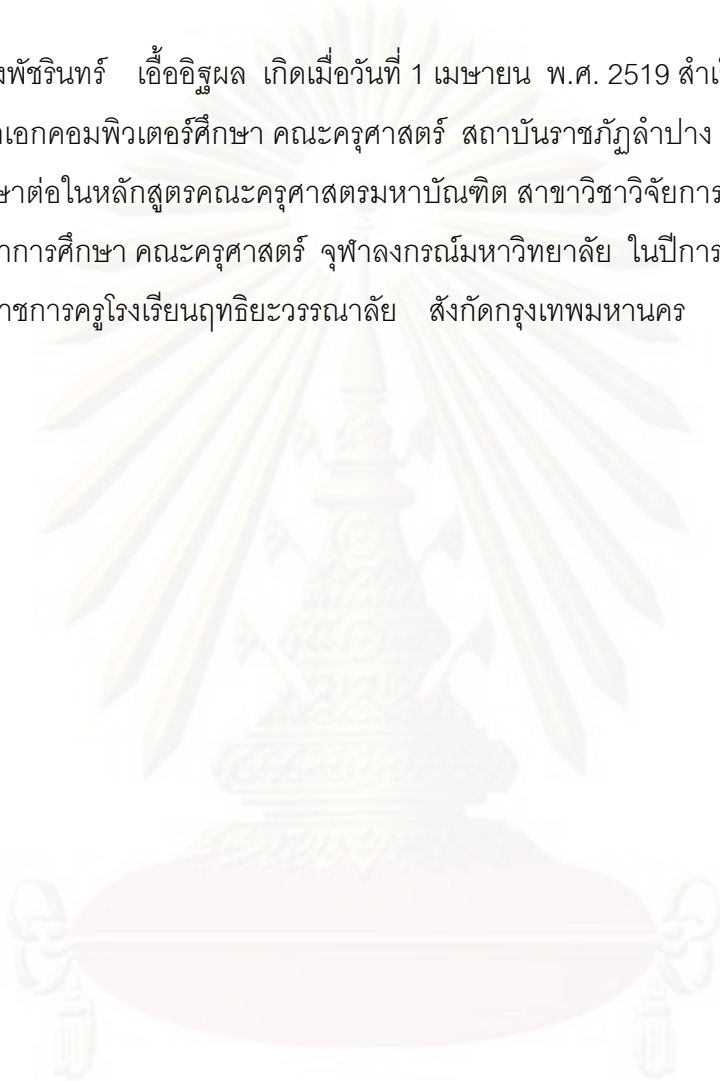 งพัชรินทร์ เอื้ออิฐผล เกิดเมื่อวันที่ 1 เมษายน พ.ศ. 2519 สำเ
าเอกคอมพิวเตอร์ศึกษา คณะครุศาสตร์ สถาบันราชภัฏลำปาง
ษาต่อในหลักสูตรคณะครุศาสตรมหาบัณฑิต สาขาวิชาวิจัยการ
าการศึกษา คณะครุศาสตร์ จุฬาลงกรณ์มหาวิทยาลัย ในปีการ
าชการครูโรงเรียนฤทธิยะวรรณาลัย สังกัดกรุงเทพมหานคร